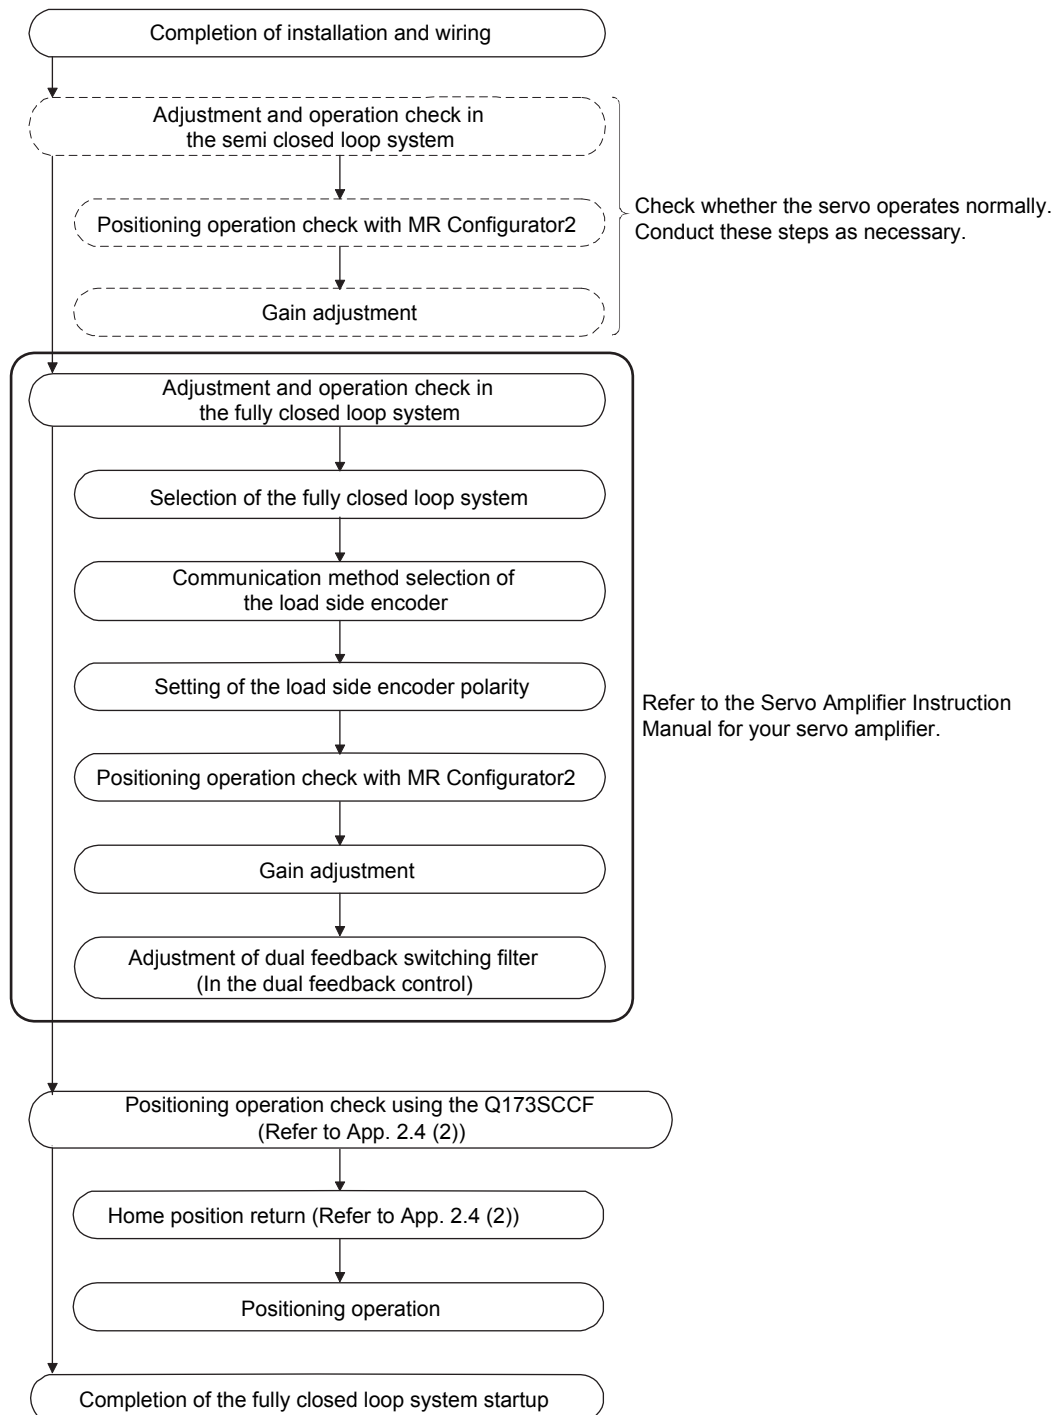 Completion of installation and wiring
Adjustment and operation check in
the semi closed loop system
Positioning operation check with MR Configurator2
Gain adjustment
Check whether the servo operates normally.
Conduct these steps as necessary.
Adjustment and operation check in
the fully closed loop system
Selection of the fully closed loop system
Communication method selection of
the load side encoder
Setting of the load side encoder polarity
Positioning operation check with MR Configurator2
Gain adjustment
Adjustment of dual feedback switching filter
(In the dual feedback control)
Refer to the Servo Amplifier Instruction
Manual for your servo amplifier.
Positioning operation check using the Q173SCCF
(Refer to App. 2.4 (2))
Home position return (Refer to App. 2.4 (2))
Positioning operation
Completion of the fully closed loop system startup